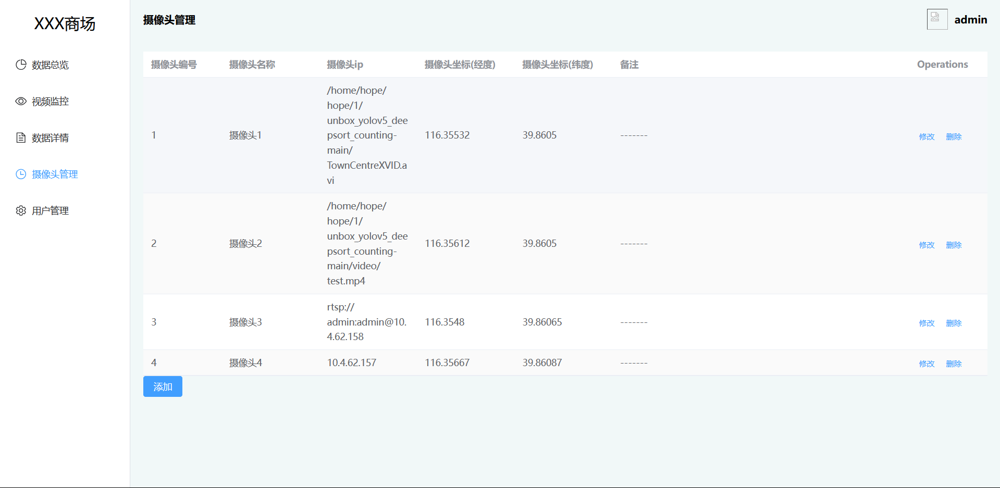 XXX商场
数据总览
视频监控
数据详情
摄像头管理
用户管理
摄像头管理
admin
摄像头编号 摄像头名称 摄像头ip 摄像头坐标(经度) 摄像头坐标(纬度) 备注 Operations
1 摄像头1
/home/hope/
hope/1/
unbox_yolov5_dee
psort_counting-
main/
TownCentreXVID.a
vi
116.35532 39.8605 ------- 修改 删除
2 摄像头2
/home/hope/
hope/1/
unbox_yolov5_dee
psort_counting-
main/video/
test.mp4
116.35612 39.8605 ------- 修改 删除
3 摄像头3
rtsp://
admin:admin@10.
4.62.158
116.3548 39.86065 ------- 修改 删除
4 摄像头4 10.4.62.157 116.35667 39.86087 ------- 修改 删除
添加